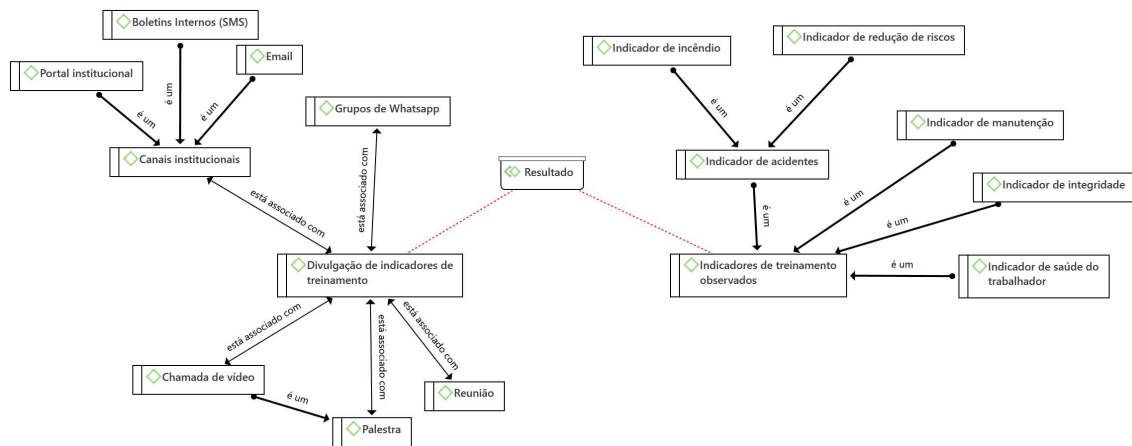 Boletins Internos (SMS)
Email
Portal institucional
é um
é um
é um
Grupos de Whatsapp
Canais institucionais
está associado com
está associado com
Resultado
Divulgação de indicadores de
treinamento
está associado com
está associado com
está associado com
Chamada de vídeo
é um
Reunião
Palestra
Indicador de redução de riscos
Indicador de incêndio
é um
é um
Indicador de manutenção
Indicador de acidentes
Indicador de integridade
é um
é um
é um
é um
Indicadores de treinamento
observados
Indicador de saúde do
trabalhador